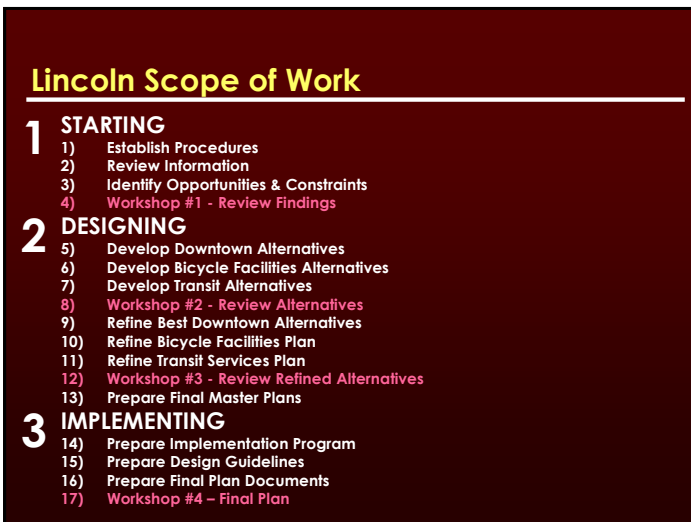 Lincoln Scope of Work
1 STARTING
1) Establish Procedures
2) Review Information
3) Identify Opportunities & Constraints
4) Workshop #1 - Review Findings
2 DESIGNING
5) Develop Downtown Alternatives
6) Develop Bicycle Facilities Alternatives
7) Develop Transit Alternatives
8) Workshop #2 - Review Alternatives
9) Refine Best Downtown Alternatives
10) Refine Bicycle Facilities Plan
11) Refine Transit Services Plan
12) Workshop #3 - Review Refined Alternatives
13) Prepare Final Master Plans
3 IMPLEMENTING
14) Prepare Implementation Program
15) Prepare Design Guidelines
16) Prepare Final Plan Documents
17) Workshop #4 – Final Plan